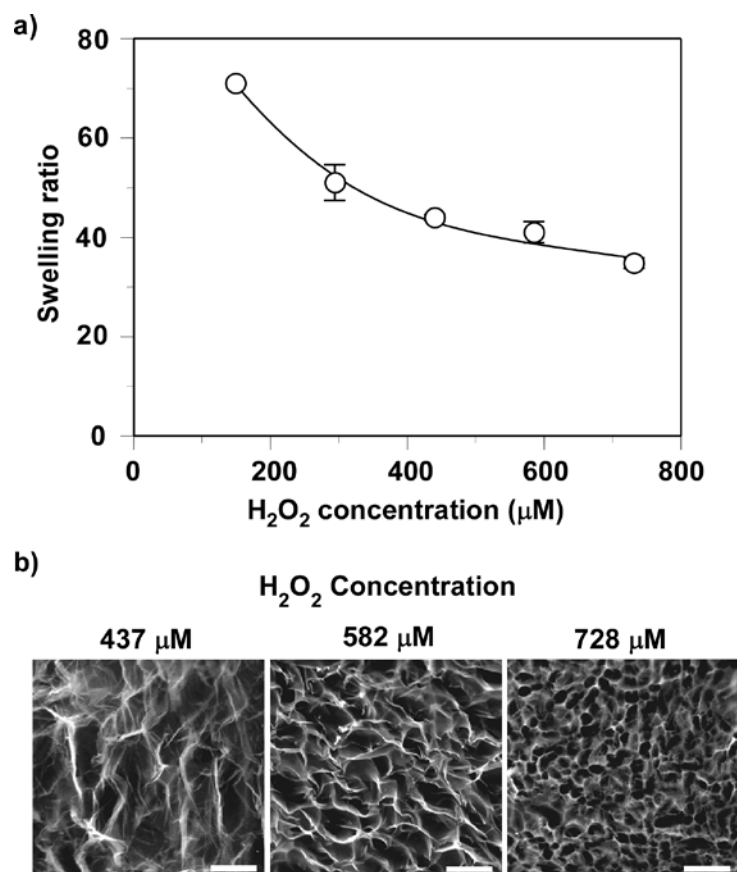 a)
80
60
40
20
0
Swelling ratio
0 200 400 600 800
H₂O₂ concentration (μM)
b)
H₂O₂ Concentration
437 μM 582 μM 728 μM